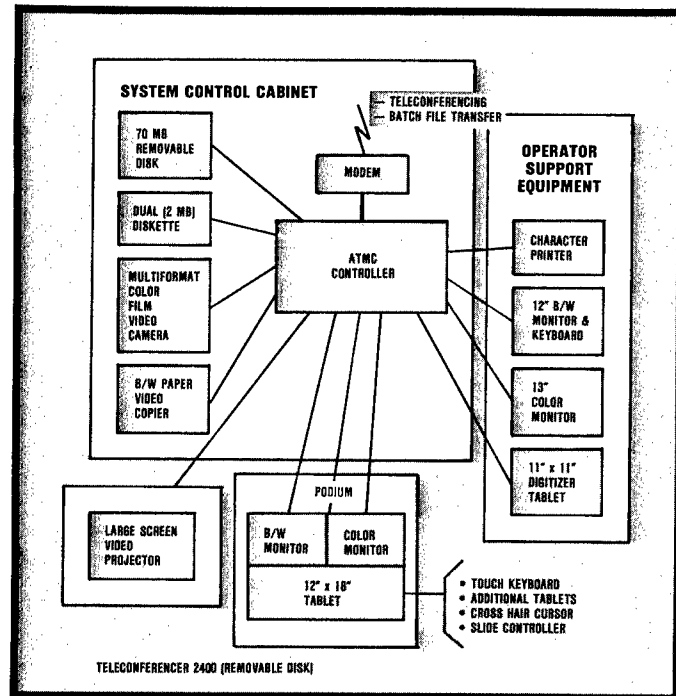 SYSTEM CONTROL CABINET
TELECONFERENCING
BATCH FILE TRANSFER
70 MB
REMOVABLE
DISK
MODEM
DUAL (2 MB)
DISKETTE
ATMC
CONTROLLER
MULTIFORMAT
COLOR
FILM
VIDEO
CAMERA
B/W PAPER
VIDEO
COPIER
OPERATOR
SUPPORT
EQUIPMENT
CHARACTER
PRINTER
12" B/W
MONITOR &
KEYBOARD
13"
COLOR
MONITOR
11" x 11"
DIGITIZER
TABLET
LARGE SCREEN
VIDEO
PROJECTOR
PODIUM
B/W
MONITOR
COLOR
MONITOR
12" x 18"
TABLET
• TOUCH KEYBOARD
• ADDITIONAL TABLETS
• CROSS HAIR CURSOR
• SLIDE CONTROLLER
TELECONFERENCER 2400 (REMOVABLE DISK)